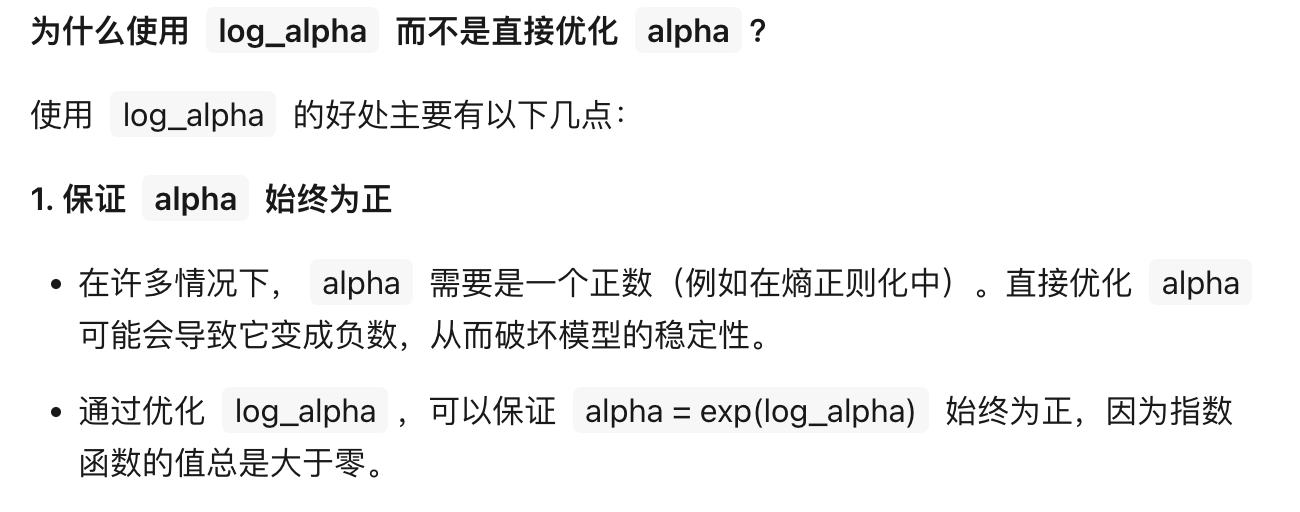 为什么使用 log_alpha 而不是直接优化 alpha？
使用 log_alpha 的好处主要有以下几点：
1. 保证 alpha 始终为正
• 在许多情况下， alpha 需要是一个正数（例如在熵正则化中）。直接优化 alpha
可能会导致它变成负数，从而破坏模型的稳定性。
• 通过优化 log_alpha ，可以保证 alpha = exp(log_alpha) 始终为正，因为指数
函数的值总是大于零。